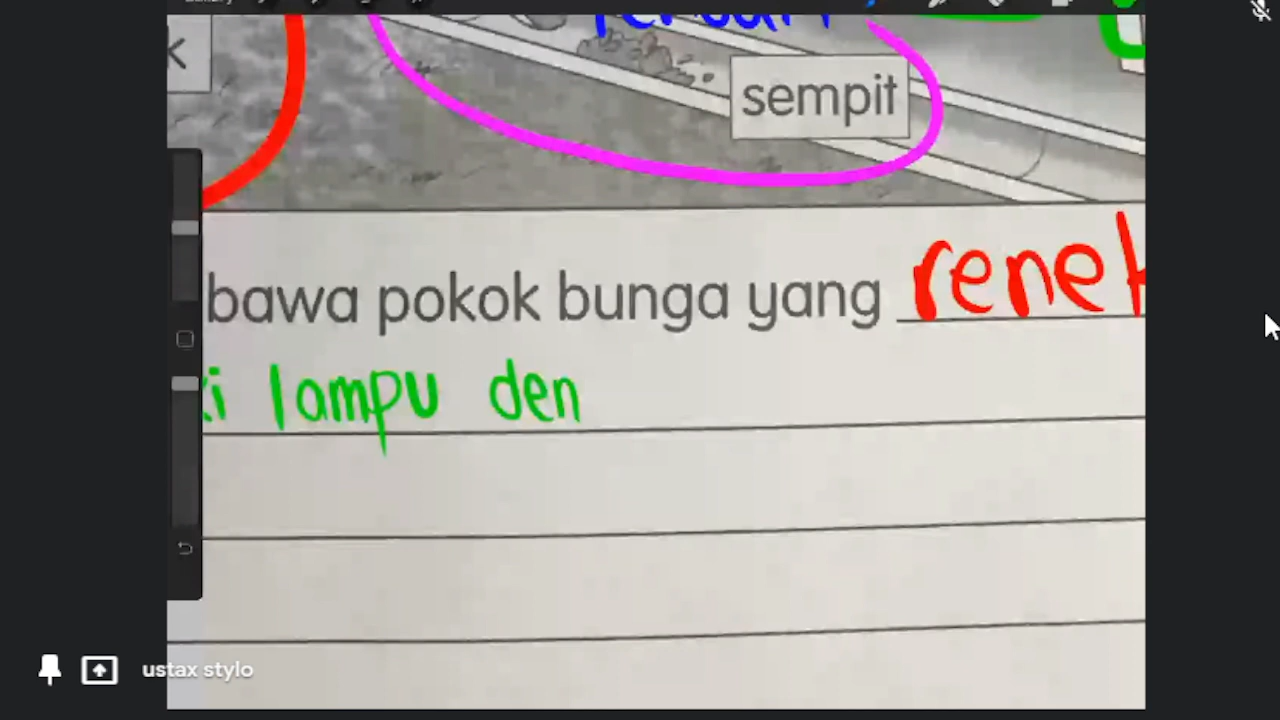 k
sempit
bawa pokok bunga yang renek
lampu den
ustax stylo